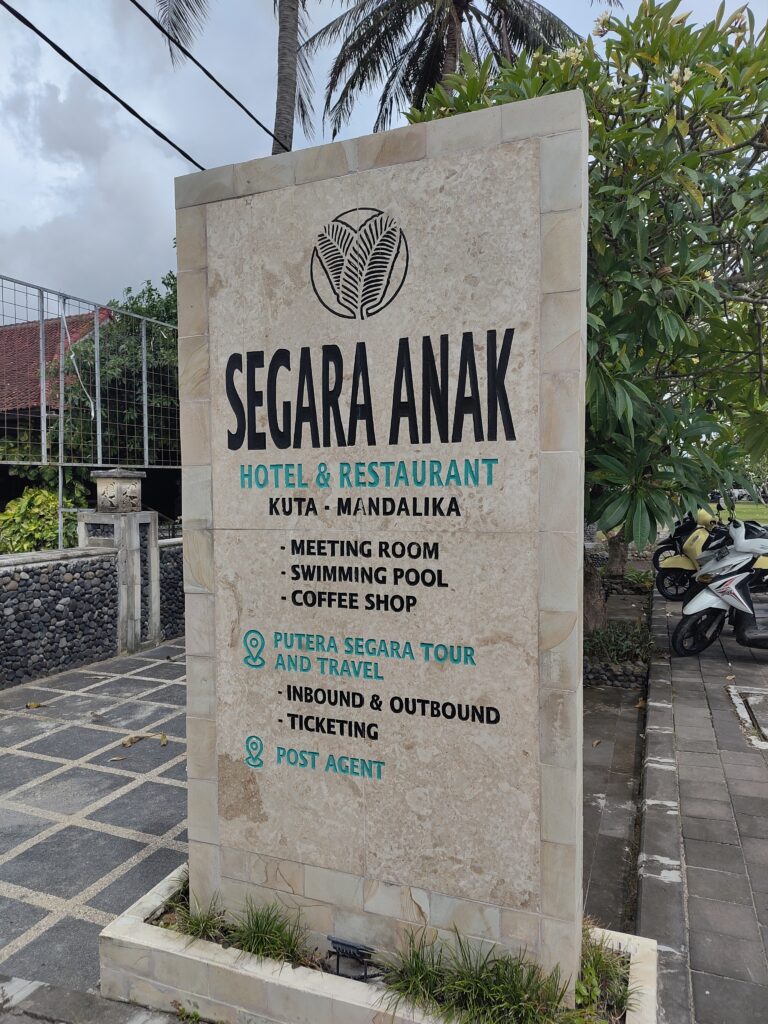 SEGARA ANAK
HOTEL & RESTAURANT
KUTA - MANDALIKA
- MEETING ROOM
- SWIMMING POOL
- COFFEE SHOP
PUTERA SEGARA TOUR
AND TRAVEL
- INBOUND & OUTBOUND
- TICKETING
POST AGENT